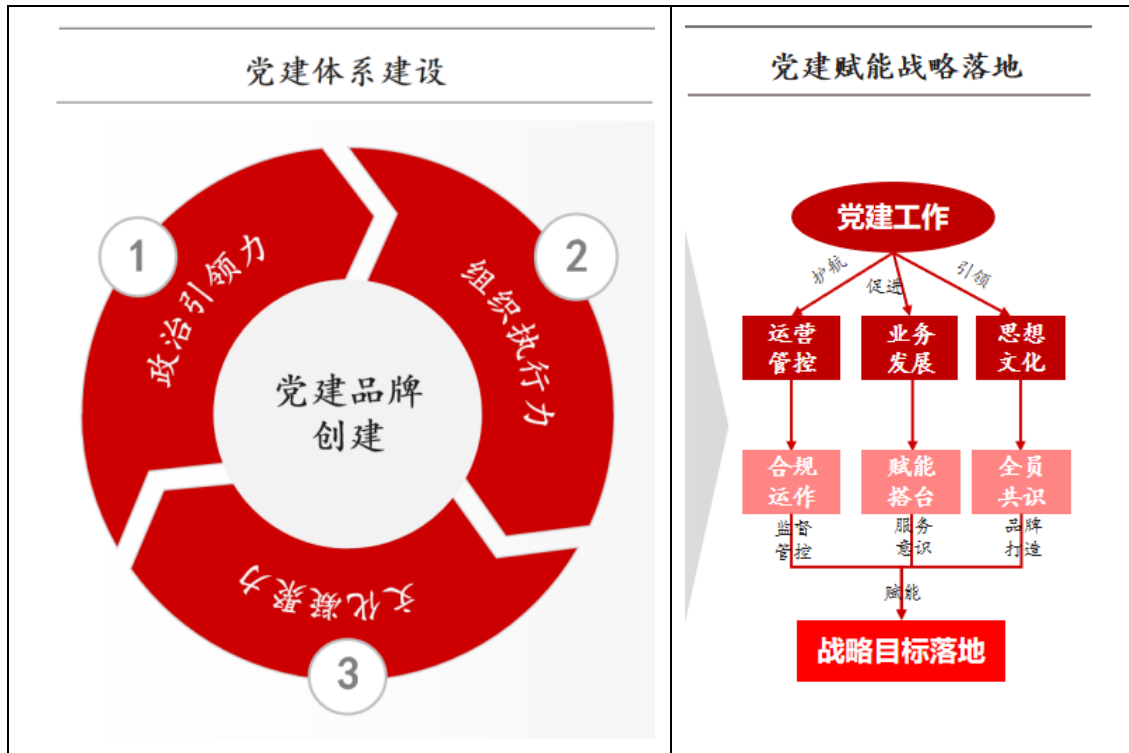 党建体系建设
1
政治引领力
2
组织执行力
3
文化凝聚力
党建品牌
创建
党建赋能战略落地
党建工作
护航
促进
引领
运营
管控
业务
发展
思想
文化
合规
运作
赋能
搭台
全员
共识
监督
管控
服务
意识
品牌
打造
赋能
战略目标落地